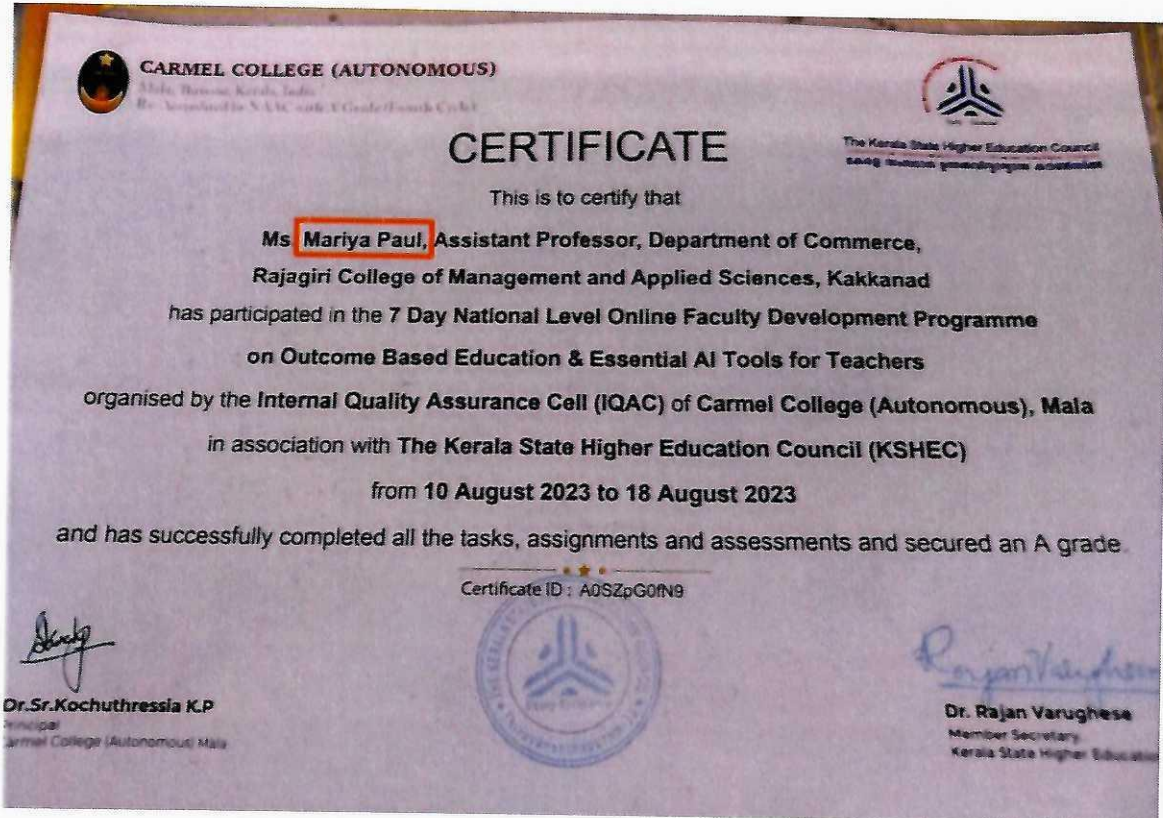 CARMEL COLLEGE (AUTONOMOUS)
Mala, Kerala, India
The Kerala State Higher Education Council
CERTIFICATE
This is to certify that
Ms. Mariya Paul, Assistant Professor, Department of Commerce,
Rajagiri College of Management and Applied Sciences, Kakkanad
has participated in the 7 Day National Level Online Faculty Development Programme
on Outcome Based Education & Essential AI Tools for Teachers
organised by the Internal Quality Assurance Cell (IQAC) of Carmel College (Autonomous), Mala
in association with The Kerala State Higher Education Council (KSHEC)
from 10 August 2023 to 18 August 2023
and has successfully completed all the tasks, assignments and assessments and secured an A grade.
Certificate ID : A0SZpG0fN9
Dr.Sr.Kochuthressia K.P
Principal
Carmel College (Autonomous) Mala
Rajan Varughese
Dr. Rajan Varughese
Member Secretary
Kerala State Higher Education